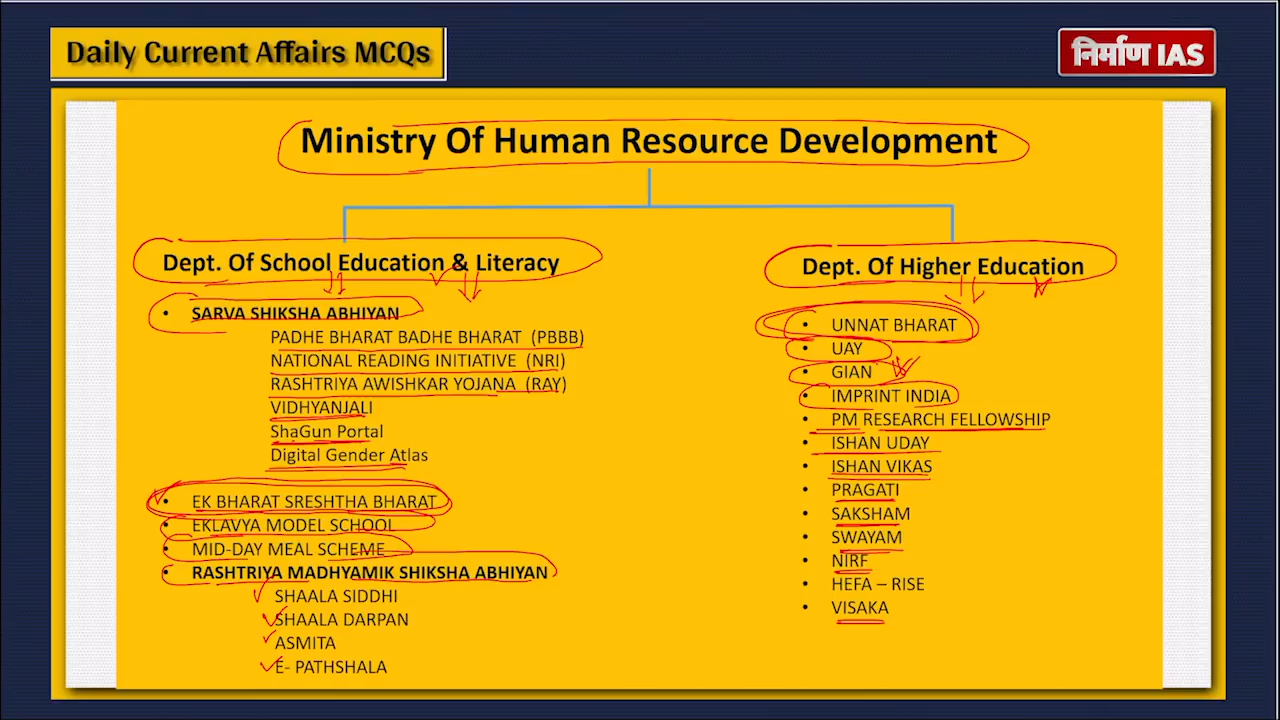 Daily Current Affairs MCQs
निर्माण IAS
Ministry Of Human Resource Development
Dept. Of School Education & Literacy
• SARVA SHIKSHA ABHIYAN
PADHE BHARAT BADHE BHARAT (PBBB)
NATIONAL READING INITIATIVE (NRI)
RASHTRIYA AWISHKAR YOJANA (RAY)
VIDHYANJALI
ShaGun Portal
Digital Gender Atlas
• EK BHARAT SRESHTHA BHARAT
• EKLAVYA MODEL SCHOOL
• MID-DAY MEAL SCHEME
• RASHTRIYA MADHYAMIK SHIKSHA ABHIYAN
SHAALA SIDDHI
SHAALA DARPAN
ASMITA
E- PATHSHALA
Dept. Of Higher Education
• UNNAT BHARAT
• UAY
• GIAN
• IMPRINT INDIA
• PM RESEARCH FELLOWSHIP
• ISHAN UDAY
• ISHAN VIKAS
• PRAGATI
• SAKSHAM
• SWAYAM
• NIRF
• HEFA – RISE
• VISAKA